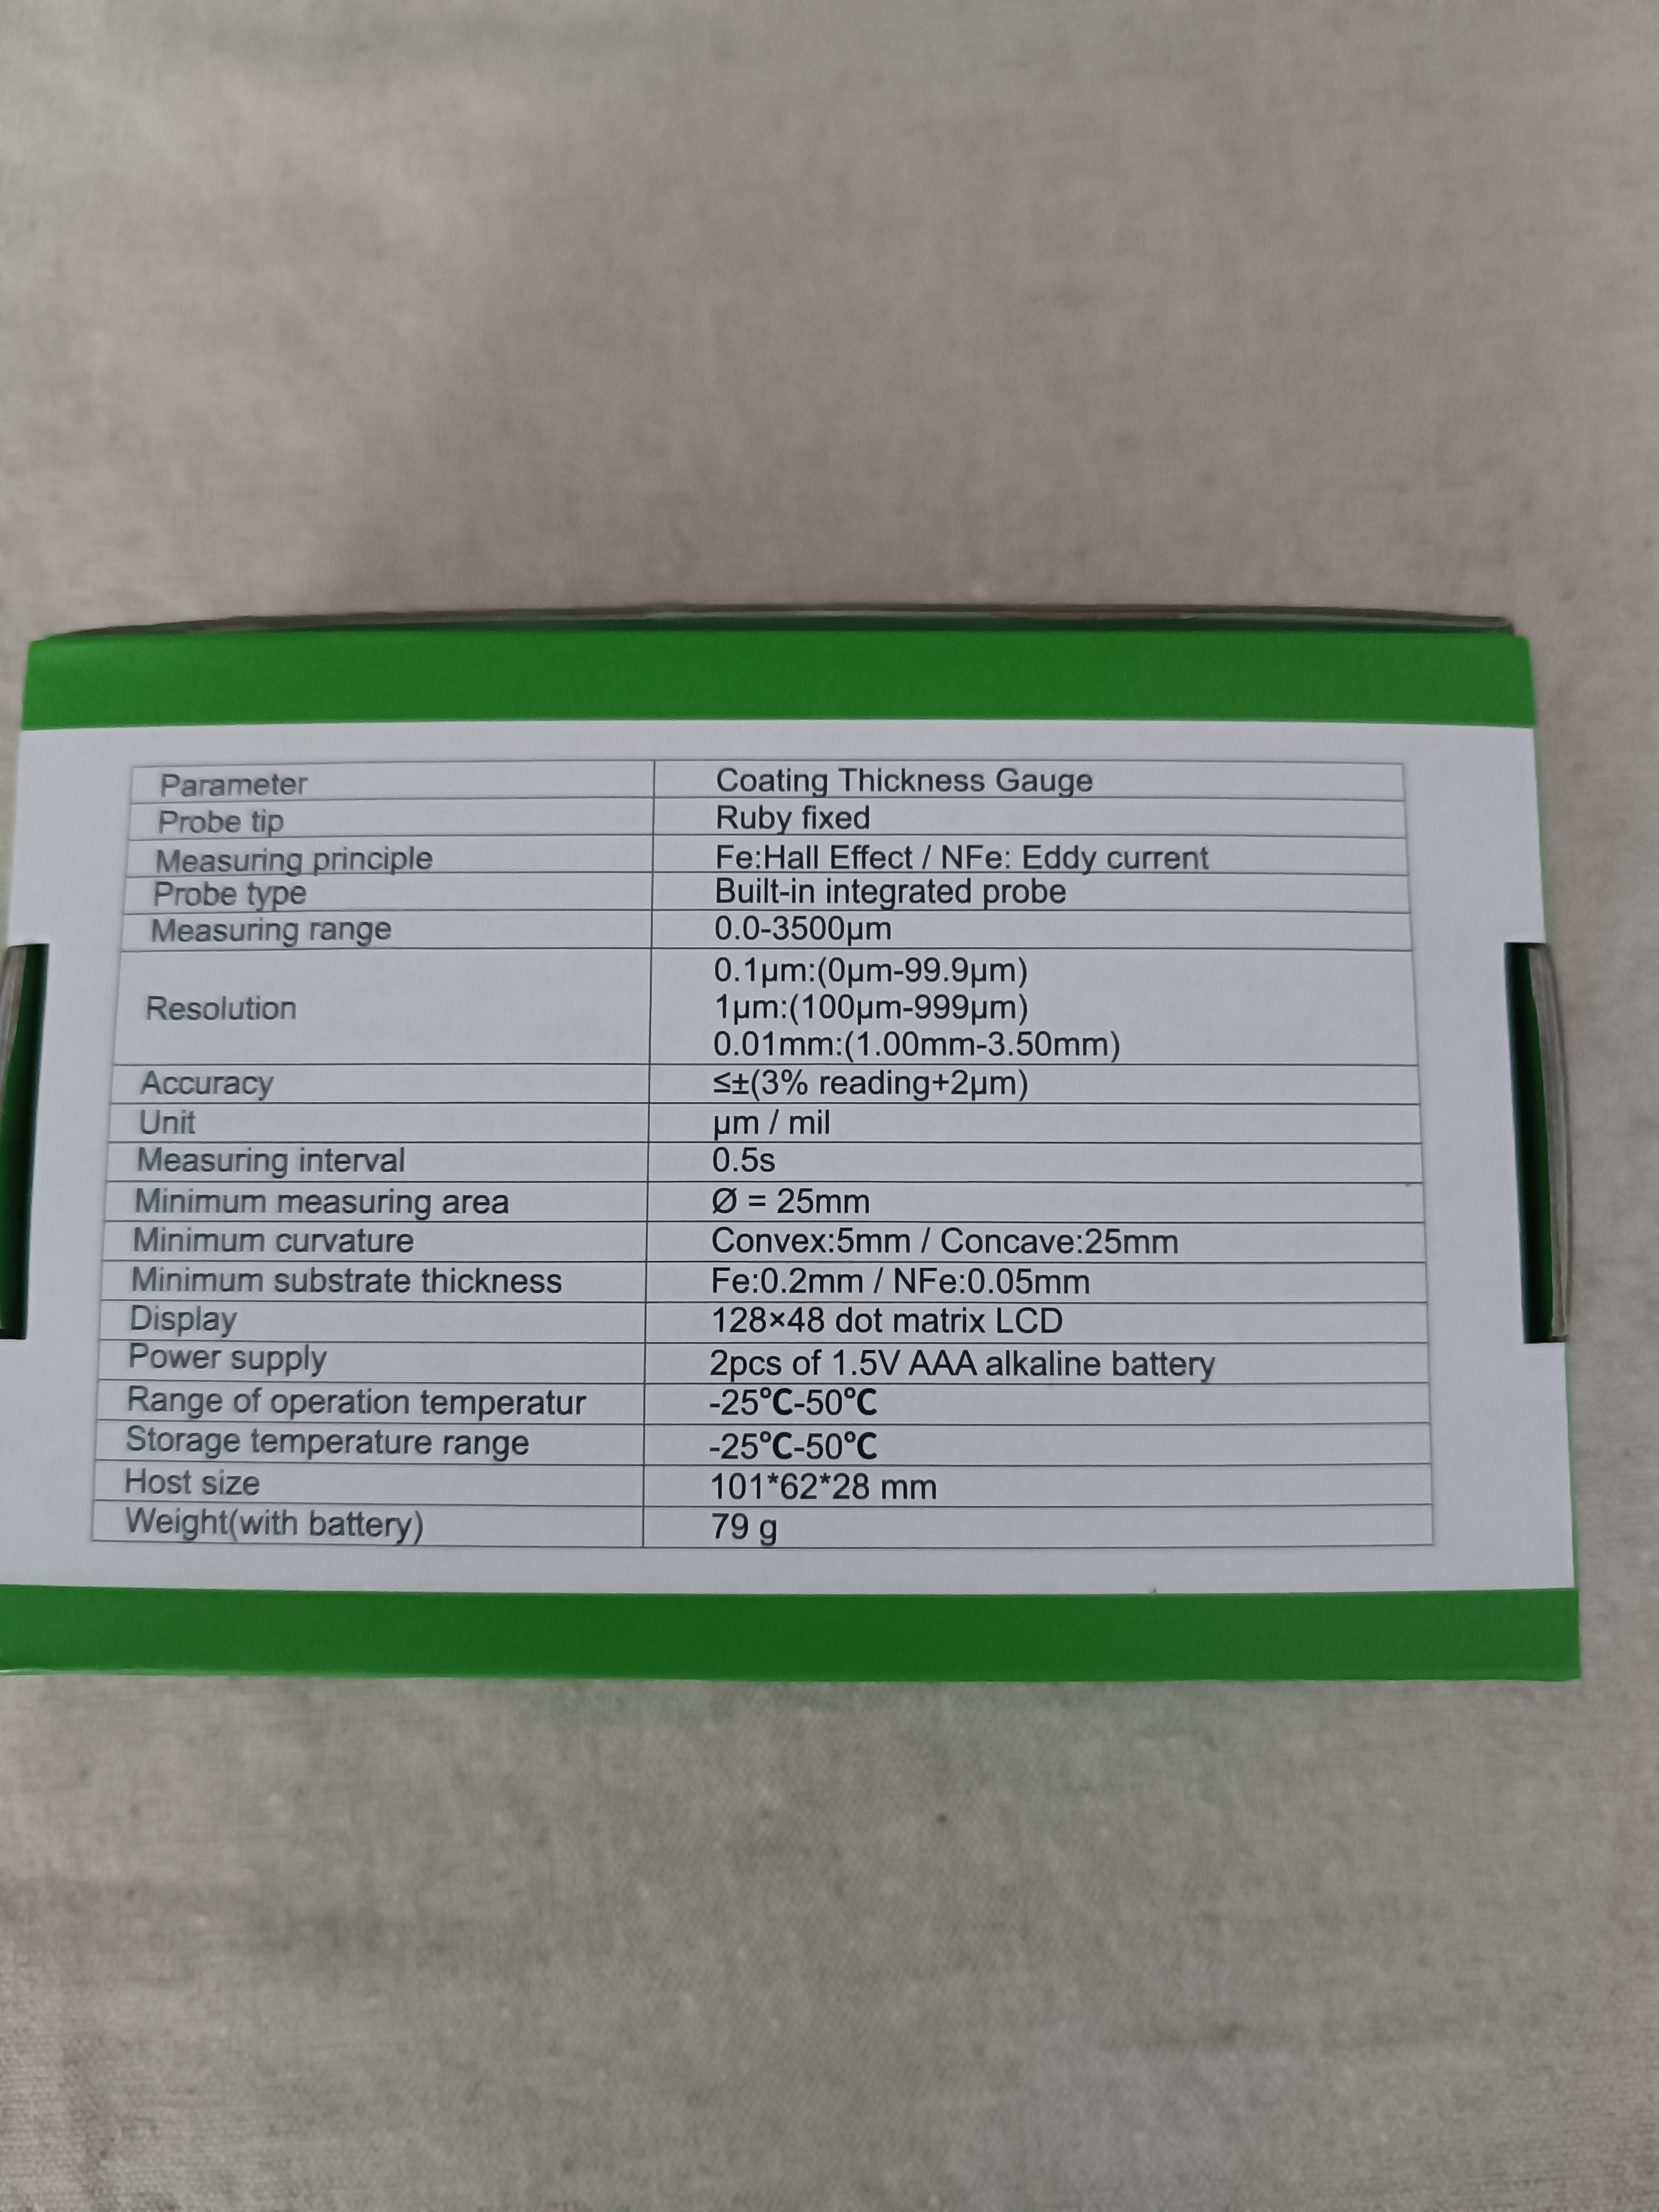 Parameter Coating Thickness Gauge
Probe tip Ruby fixed
Measuring principle Fe:Hall Effect / NFe: Eddy current
Probe type Built-in integrated probe
Measuring range 0.0-3500μm
Resolution 0.1μm:(0μm-99.9μm)
1μm:(100μm-999μm)
0.01mm:(1.00mm-3.50mm)
Accuracy ≤±(3% reading+2μm)
Unit μm / mil
Measuring interval 0.5s
Minimum measuring area Ø = 25mm
Minimum curvature Convex:5mm / Concave:25mm
Minimum substrate thickness Fe:0.2mm / NFe:0.05mm
Display 128×48 dot matrix LCD
Power supply 2pcs of 1.5V AAA alkaline battery
Range of operation temperatur -25℃-50℃
Storage temperature range -25℃-50℃
Host size 101*62*28 mm
Weight(with battery) 79 g